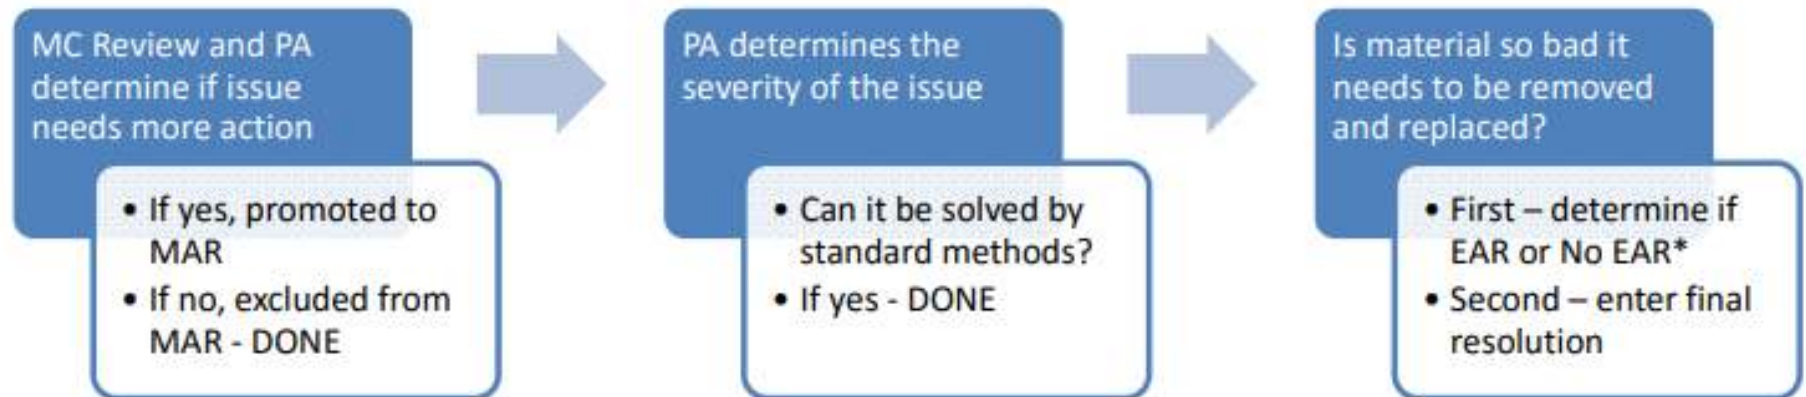 MC Review and PA
determine if issue
needs more action
• If yes, promoted to
MAR
• If no, excluded from
MAR - DONE
PA determines the
severity of the issue
• Can it be solved by
standard methods?
• If yes - DONE
Is material so bad it
needs to be removed
and replaced?
• First – determine if
EAR or No EAR*
• Second – enter final
resolution